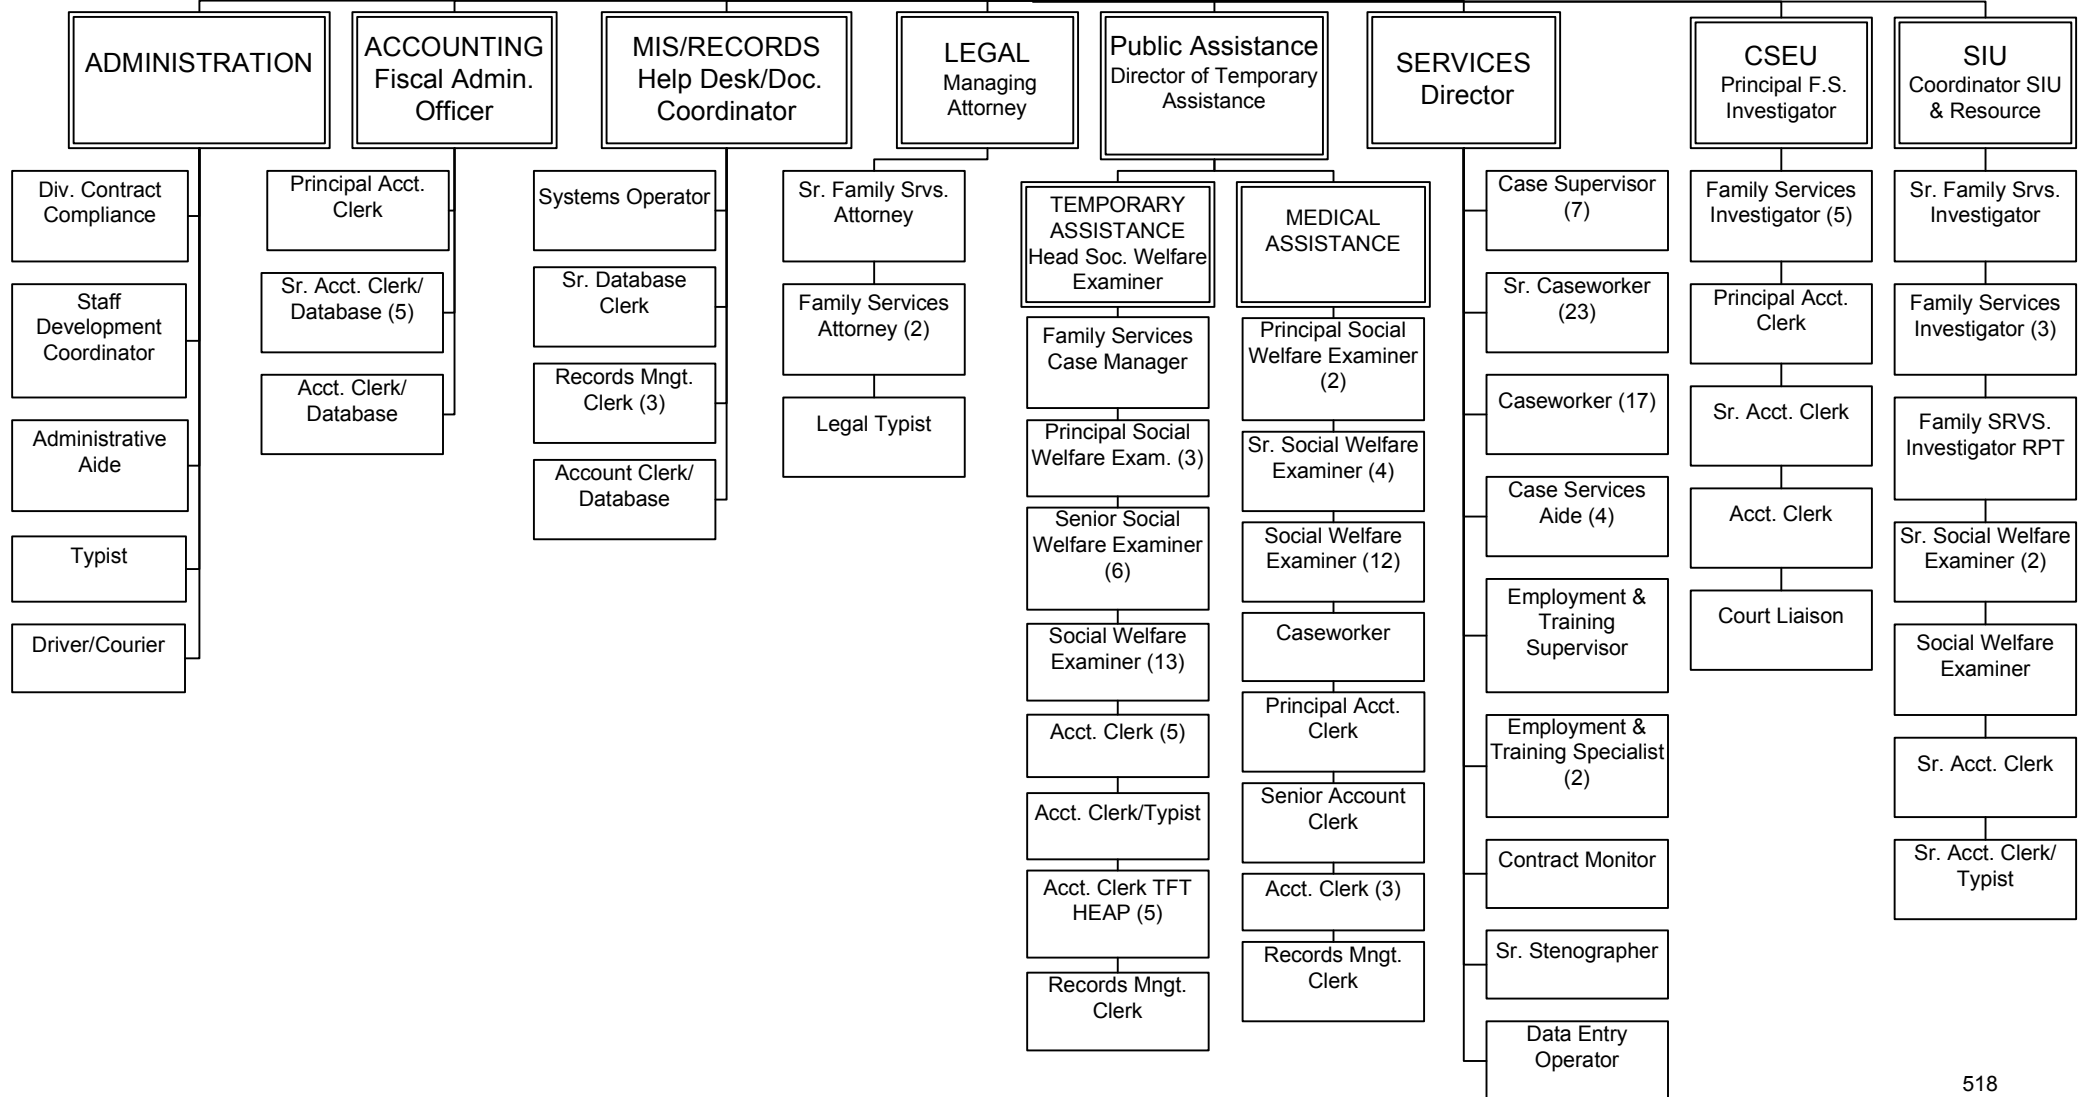 ADMINISTRATION
Div. Contract
Compliance
Staff
Development
Coordinator
Administrative
Aide
Typist
Driver/Courier
ACCOUNTING
Fiscal Admin.
Officer
Principal Acct.
Clerk
Sr. Acct. Clerk/
Database (5)
Acct. Clerk/
Database
MIS/RECORDS
Help Desk/Doc.
Coordinator
Systems Operator
Sr. Database
Clerk
Records Mngt.
Clerk (3)
Account Clerk/
Database
LEGAL
Managing
Attorney
Sr. Family Srvs.
Attorney
Family Services
Attorney (2)
Legal Typist
Public Assistance
Director of Temporary
Assistance
TEMPORARY
ASSISTANCE
Head Soc. Welfare
Examiner
Family Services
Case Manager
Principal Social
Welfare Exam. (3)
Senior Social
Welfare Examiner
(6)
Social Welfare
Examiner (13)
Acct. Clerk (5)
Acct. Clerk/Typist
Acct. Clerk TFT
HEAP (5)
Records Mngt.
Clerk
MEDICAL
ASSISTANCE
Principal Social
Welfare Examiner
(2)
Sr. Social Welfare
Examiner (4)
Social Welfare
Examiner (12)
Caseworker
Principal Acct.
Clerk
Senior Account
Clerk
Acct. Clerk (3)
Records Mngt.
Clerk
SERVICES
Director
Case Supervisor
(7)
Sr. Caseworker
(23)
Caseworker (17)
Case Services
Aide (4)
Employment &
Training
Supervisor
Employment &
Training Specialist
(2)
Contract Monitor
Sr. Stenographer
Data Entry
Operator
CSEU
Principal F.S.
Investigator
Family Services
Investigator (5)
Principal Acct.
Clerk
Sr. Acct. Clerk
Acct. Clerk
Court Liaison
SIU
Coordinator SIU
& Resource
Sr. Family Srvs.
Investigator
Family Services
Investigator (3)
Family SRVS.
Investigator RPT
Sr. Social Welfare
Examiner (2)
Social Welfare
Examiner
Sr. Acct. Clerk
Sr. Acct. Clerk/
Typist
518